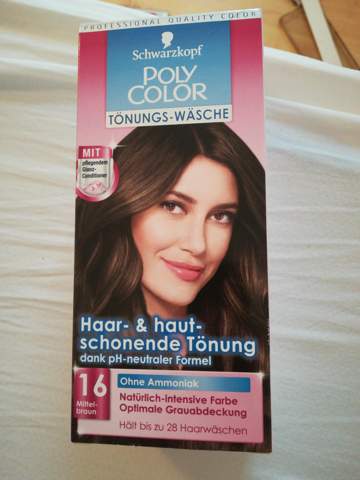 PROFESSIONAL QUALITY COLOR
Schwarzkopf
POLY
COLOR
TÖNUNGS-WÄSCHE
MIT
pflegendem
Glanz-
Conditioner
Haar- & haut-
schonende Tönung
dank pH-neutraler Formel
16
Mittel-
braun
Ohne Ammoniak
Natürlich-intensive Farbe
Optimale Grauabdeckung
Hält bis zu 28 Haarwäschen